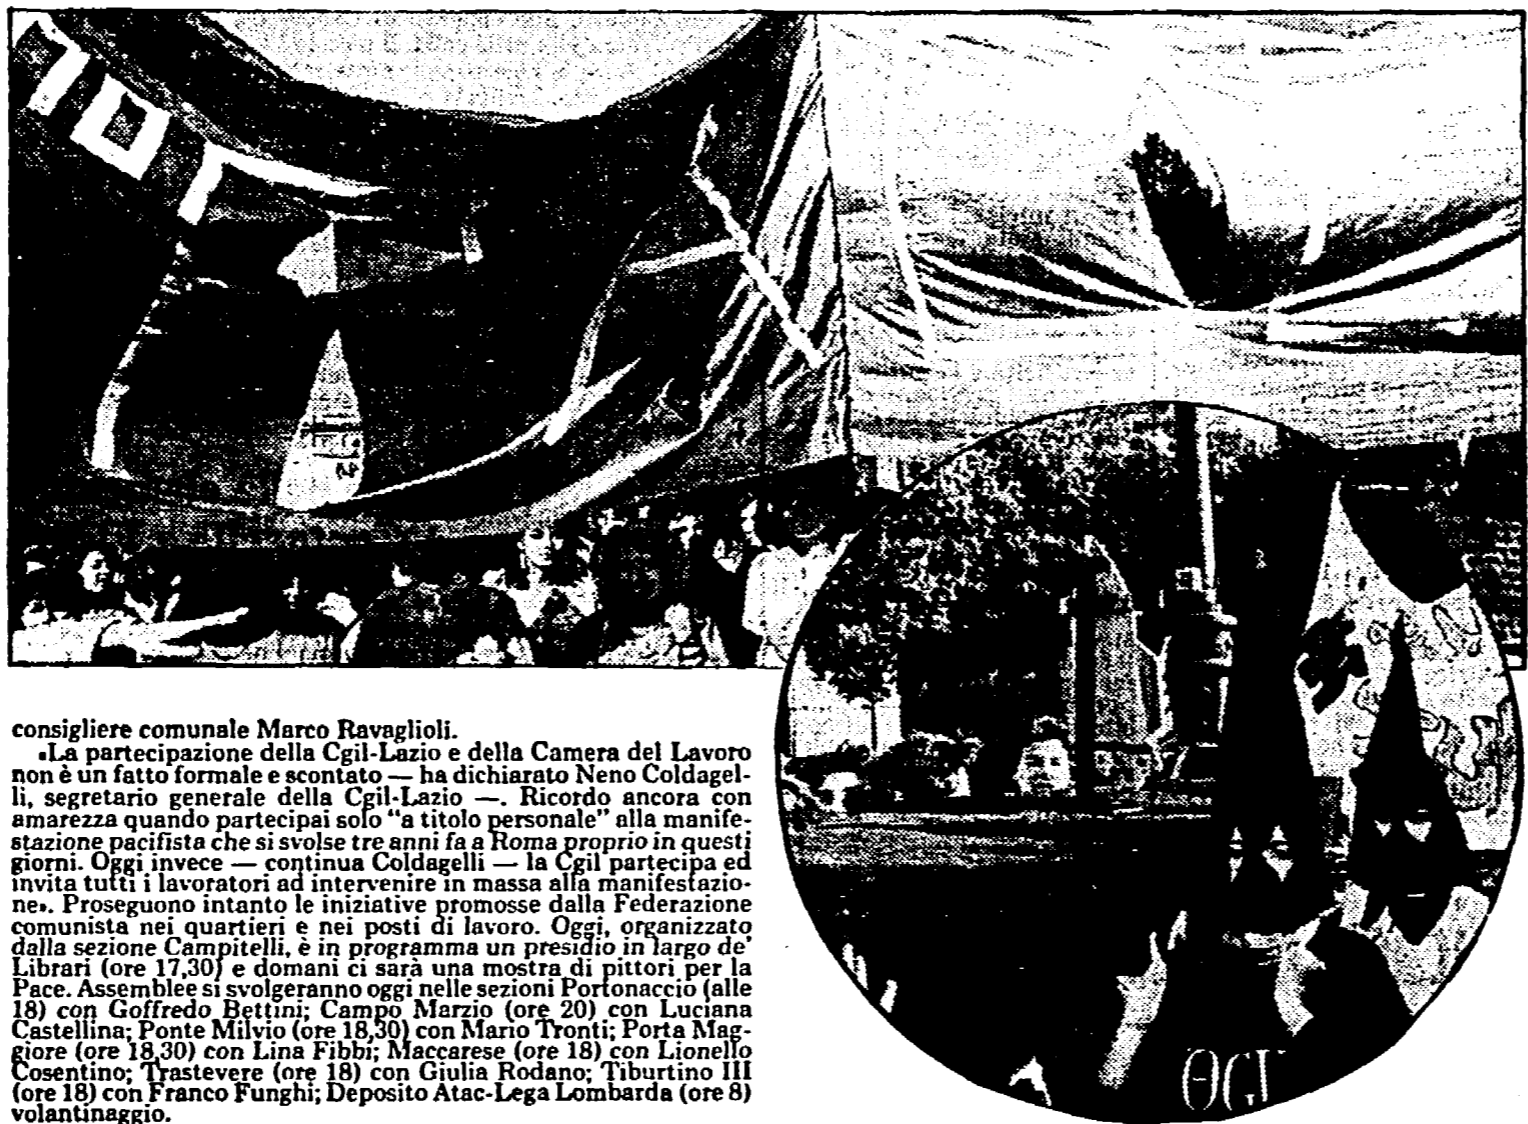 consigliere comunale Marco Ravaglioli.
«La partecipazione della Cgil-Lazio e della Camera del Lavoro
non è un fatto formale e scontato — ha dichiarato Neno Coldagel-
li, segretario generale della Cgil-Lazio —. Ricordo ancora con
amarezza quando partecipai solo "a titolo personale" alla manife-
stazione pacifista che si svolse tre anni fa a Roma proprio in questi
giorni. Oggi invece — continua Coldagelli — la Cgil partecipa ed
invita tutti i lavoratori ad intervenire in massa alla manifestazio-
ne». Proseguono intanto le iniziative promosse dalla Federazione
comunista nei quartieri e nei posti di lavoro. Oggi, organizzato
dalla sezione Campitelli, è in programma un presidio in largo de'
Librari (ore 17,30) e domani ci sarà una mostra di pittori per la
Pace. Assemblee si svolgeranno oggi nelle sezioni Portonaccio (alle
18) con Goffredo Bettini; Campo Marzio (ore 20) con Luciana
Castellina; Ponte Milvio (ore 18,30) con Mario Tronti; Porta Mag-
giore (ore 18,30) con Lina Fibbi; Maccarese (ore 18) con Lionello
Cosentino; Trastevere (ore 18) con Giulia Rodano; Tiburtino III
(ore 18) con Franco Funghi; Deposito Atac-Lega Lombarda (ore 8)
volantinaggio.